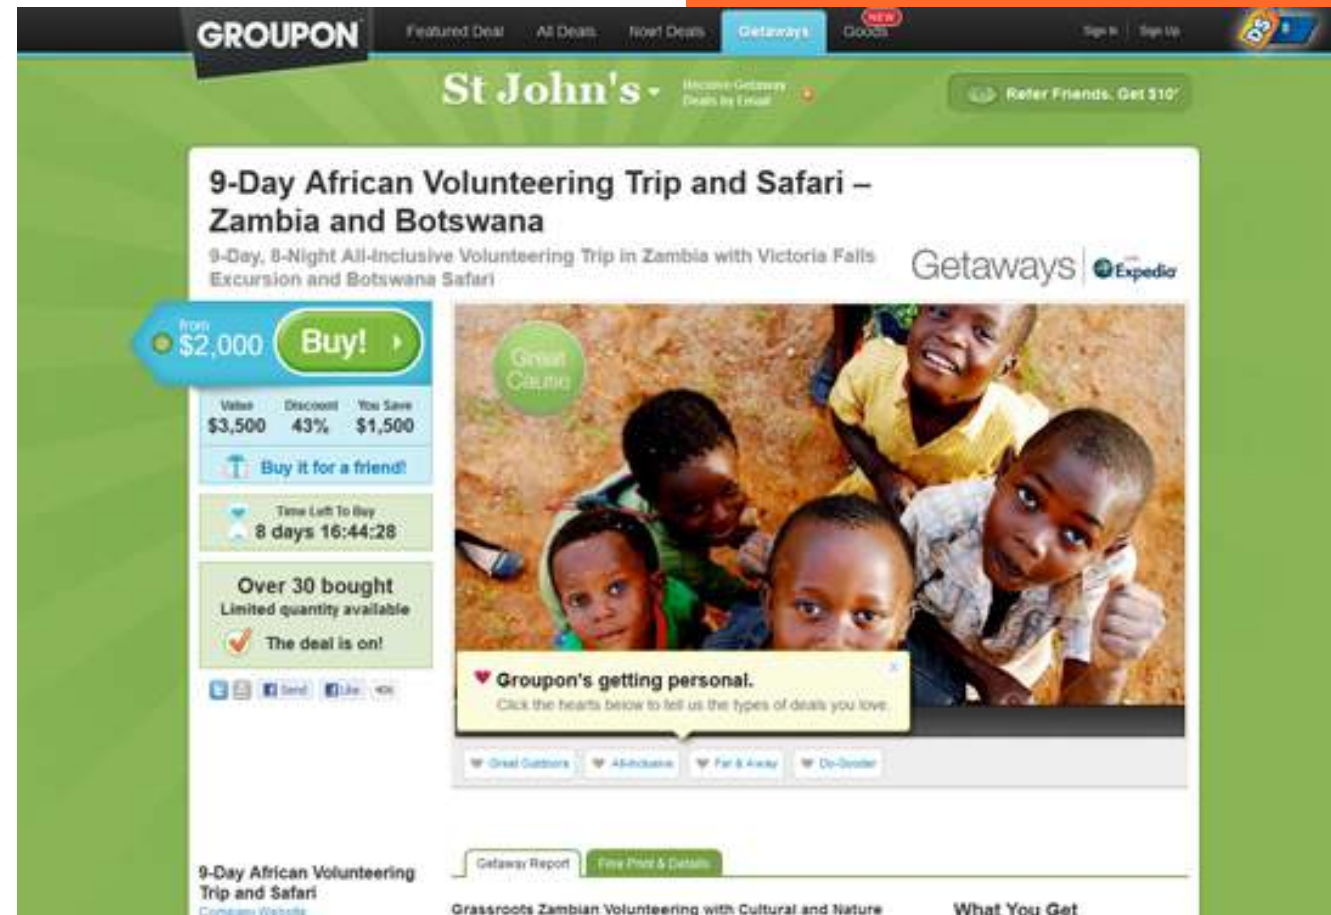 GROUPON
Featured Deal All Deals Now! Deals Getaways Goods
NEW
Sign In Sign Up
St John's
Receive Getaway
Deals by Email
Refer Friends. Get $10*
9-Day African Volunteering Trip and Safari –
Zambia and Botswana
9-Day, 8-Night All-Inclusive Volunteering Trip in Zambia with Victoria Falls
Excursion and Botswana Safari
Getaways Expedia
from
$2,000 Buy!
Value Discount You Save
$3,500 43% $1,500
Buy it for a friend!
Time Left To Buy
8 days 16:44:28
Over 30 bought
Limited quantity available
The deal is on!
Send Like
Great
Cause
Groupon's getting personal.
Click the hearts below to tell us the types of deals you love.
Great Outdoors All-Inclusive Far & Away Do-Gooder
Getaway Report Fine Print & Details
9-Day African Volunteering
Trip and Safari
Company Website
Grassroots Zambian Volunteering with Cultural and Nature
What You Get